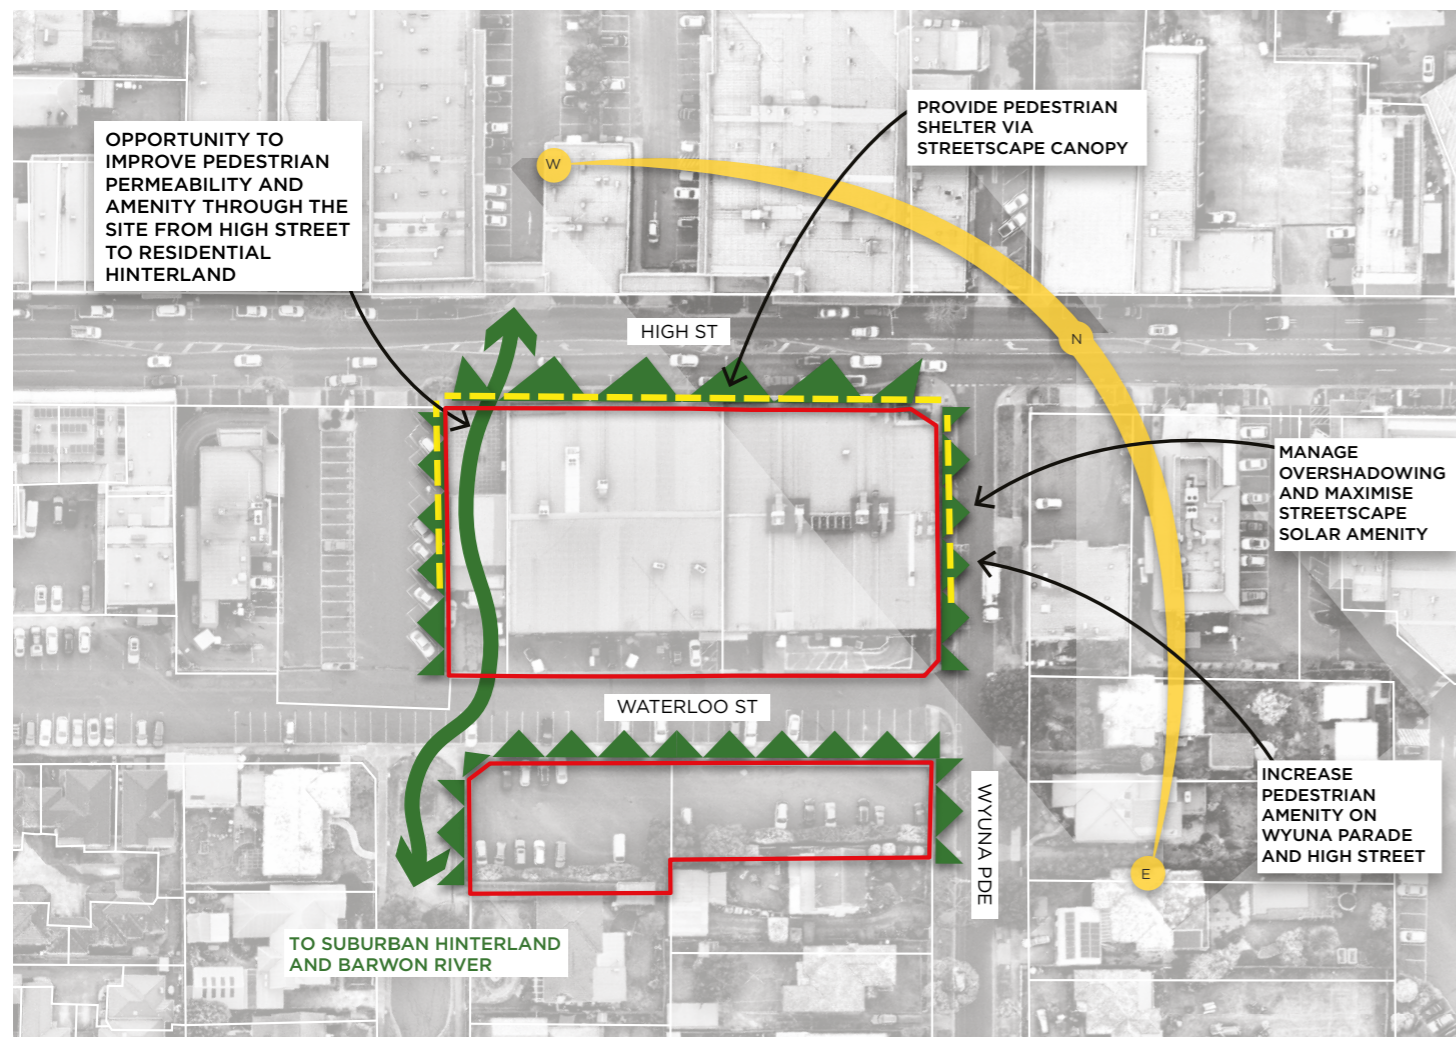 OPPORTUNITY TO
IMPROVE PEDESTRIAN
PERMEABILITY AND
AMENITY THROUGH THE
SITE FROM HIGH STREET
TO RESIDENTIAL
HINTERLAND
PROVIDE PEDESTRIAN
SHELTER VIA
STREETSCAPE CANOPY
W
HIGH ST
N
MANAGE
OVERSHADOWING
AND MAXIMISE
STREETSCAPE
SOLAR AMENITY
WATERLOO ST
INCREASE
PEDESTRIAN
AMENITY ON
WYUNA PARADE
AND HIGH STREET
WYUNA PDE
E
TO SUBURBAN HINTERLAND
AND BARWON RIVER